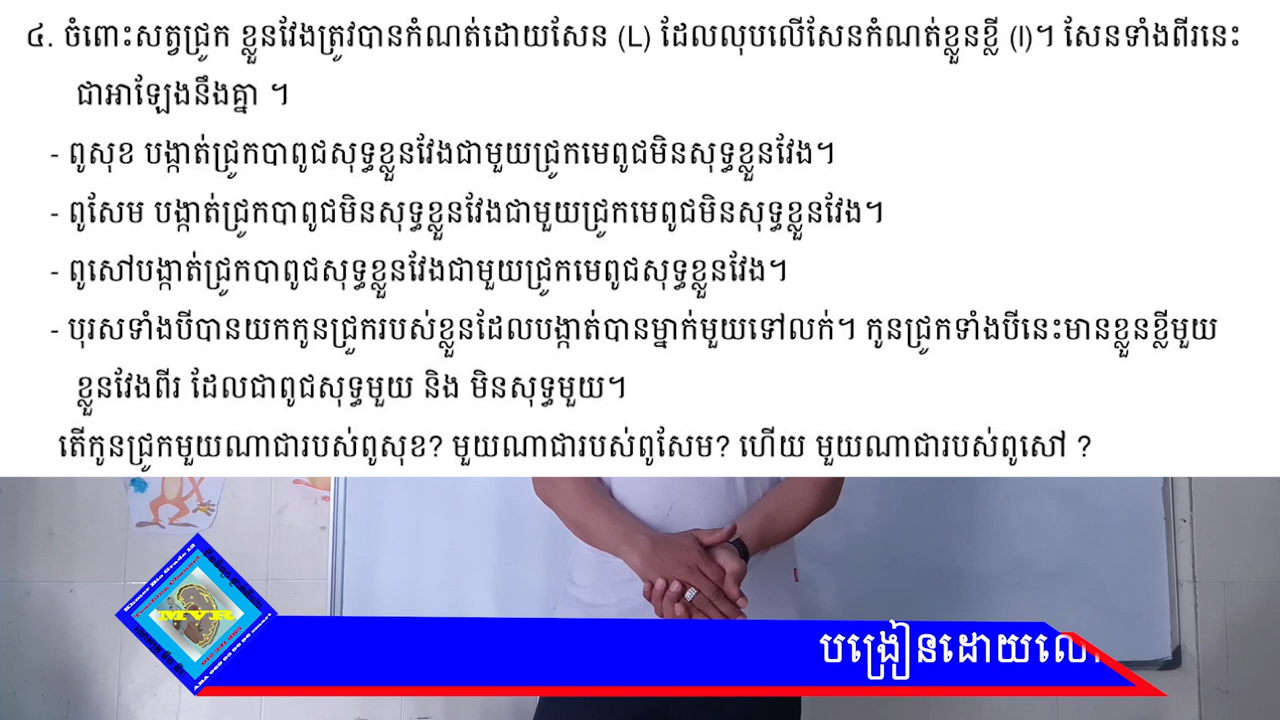 ៤. ចំពោះសត្វជ្រូក ខ្លួនវែងត្រូវបានកំណត់ដោយសែន (L) ដែលលុបលើសែនកំណត់ខ្លួនខ្លី (l)។ សែនទាំងពីរនេះ
ជាអាឡែងនឹងគ្នា ។
- ពូសុខ បង្កាត់ជ្រូកបាពូជសុទ្ធខ្លួនវែងជាមួយជ្រូកមេពូជមិនសុទ្ធខ្លួនវែង។
- ពូសែម បង្កាត់ជ្រូកបាពូជមិនសុទ្ធខ្លួនវែងជាមួយជ្រូកមេពូជមិនសុទ្ធខ្លួនវែង។
- ពូសៅបង្កាត់ជ្រូកបាពូជសុទ្ធខ្លួនវែងជាមួយជ្រូកមេពូជសុទ្ធខ្លួនវែង។
- បុរសទាំងបីបានយកកូនជ្រូករបស់ខ្លួនដែលបង្កាត់បានម្នាក់មួយទៅលក់។ កូនជ្រូកទាំងបីនេះមានខ្លួនខ្លីមួយ
ខ្លួនវែងពីរ ដែលជាពូជសុទ្ធមួយ និង មិនសុទ្ធមួយ។
តើកូនជ្រូកមួយណាជារបស់ពូសុខ? មួយណាជារបស់ពូសែម? ហើយ មួយណាជារបស់ពូសៅ ?
Khmer Bio Grade 12
Teaching Channel
MVR
បង្រៀនដោយលោ